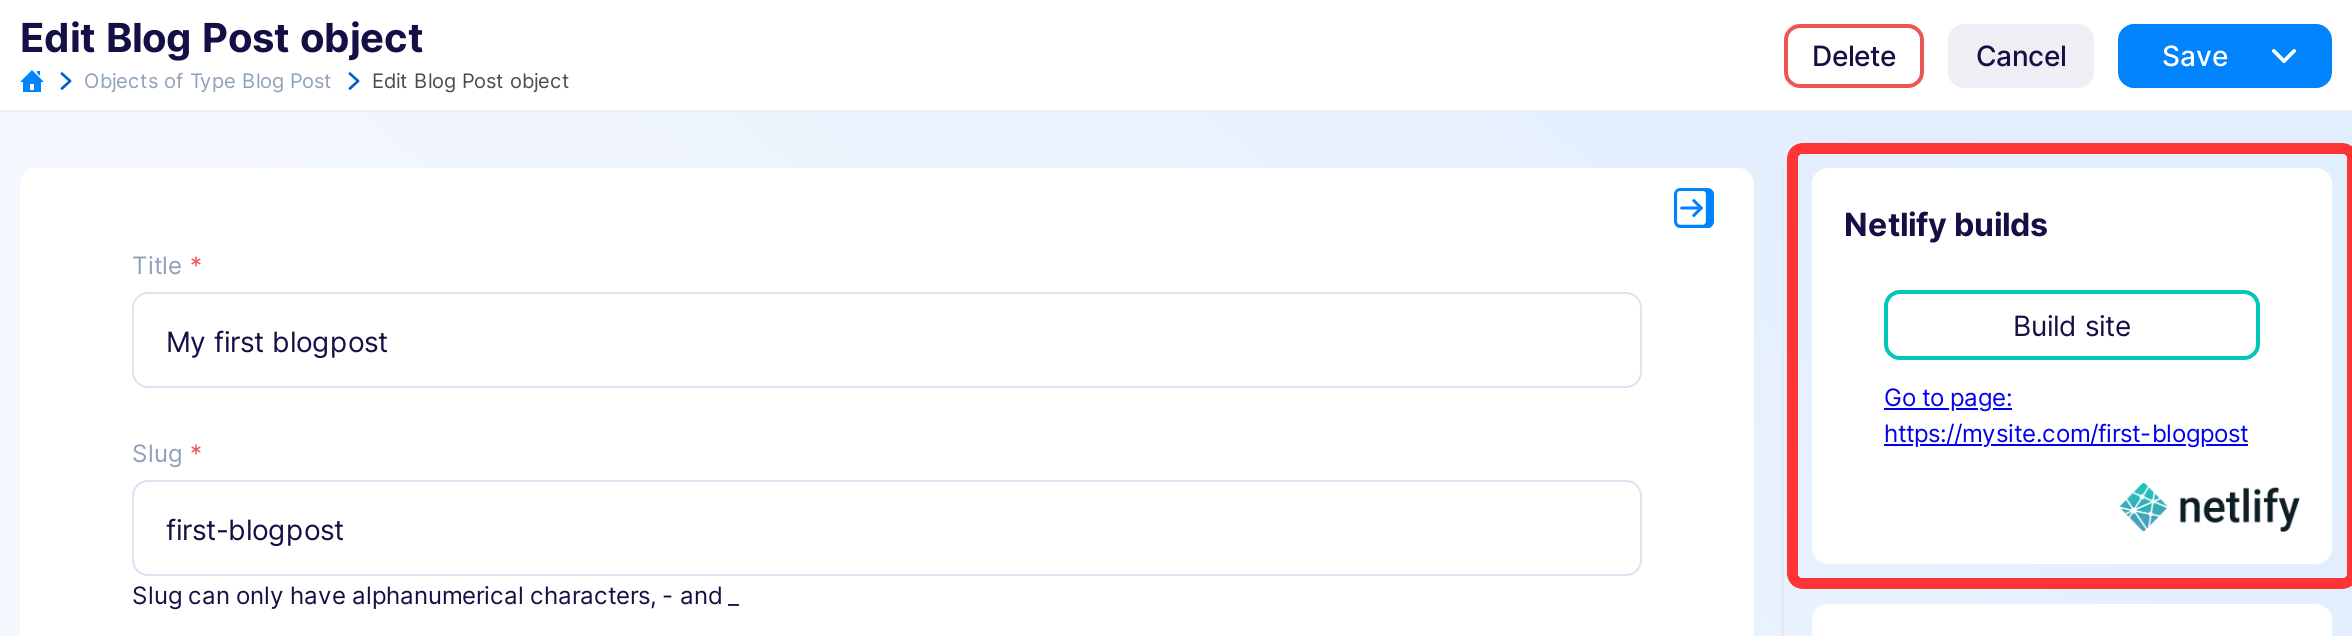 Edit Blog Post object
Objects of Type Blog Post
Edit Blog Post object
Delete
Cancel
Save
Title *
My first blogpost
Slug *
first-blogpost
Slug can only have alphanumerical characters, - and _
Netlify builds
Build site
Go to page:
https://mysite.com/first-blogpost
netlify